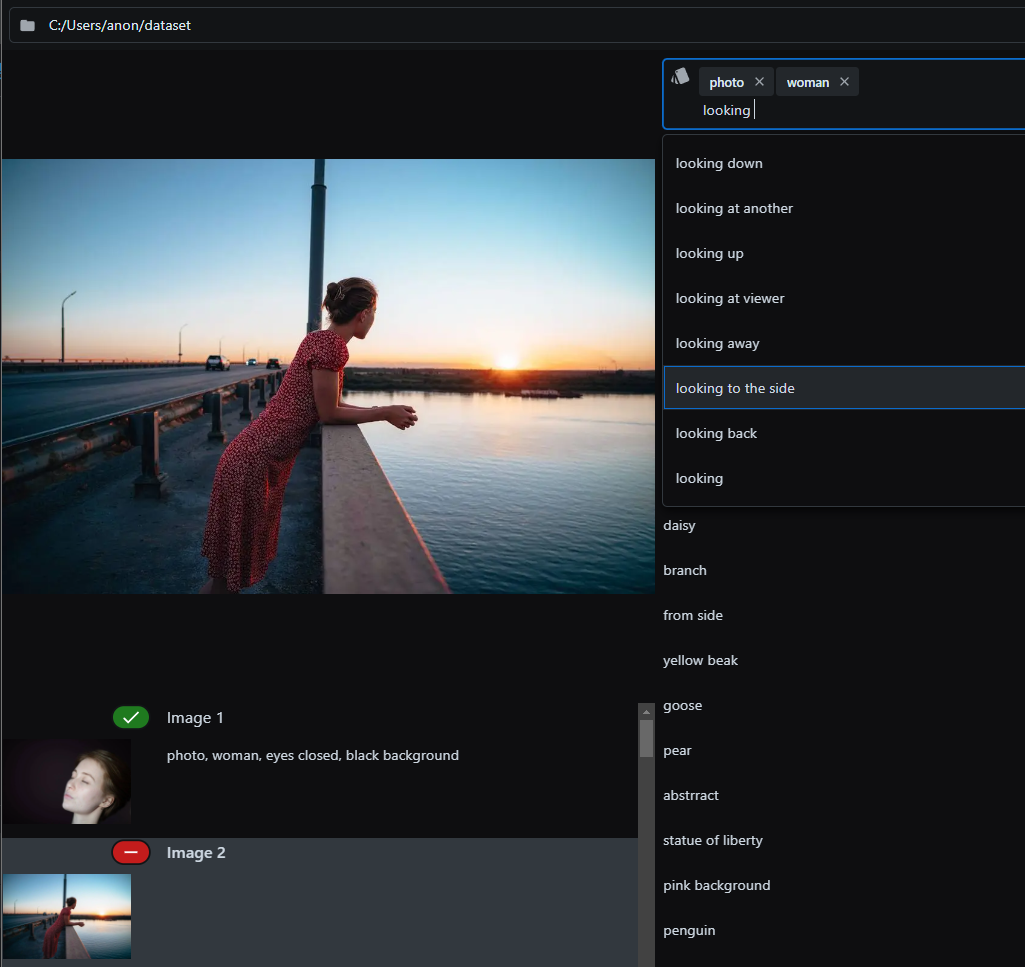 C:/Users/anon/dataset
photo woman
looking
looking down
looking at another
looking up
looking at viewer
looking away
looking to the side
looking back
looking
daisy
branch
from side
yellow beak
goose
pear
abstrract
statue of liberty
pink background
penguin
Image 1
photo, woman, eyes closed, black background
Image 2